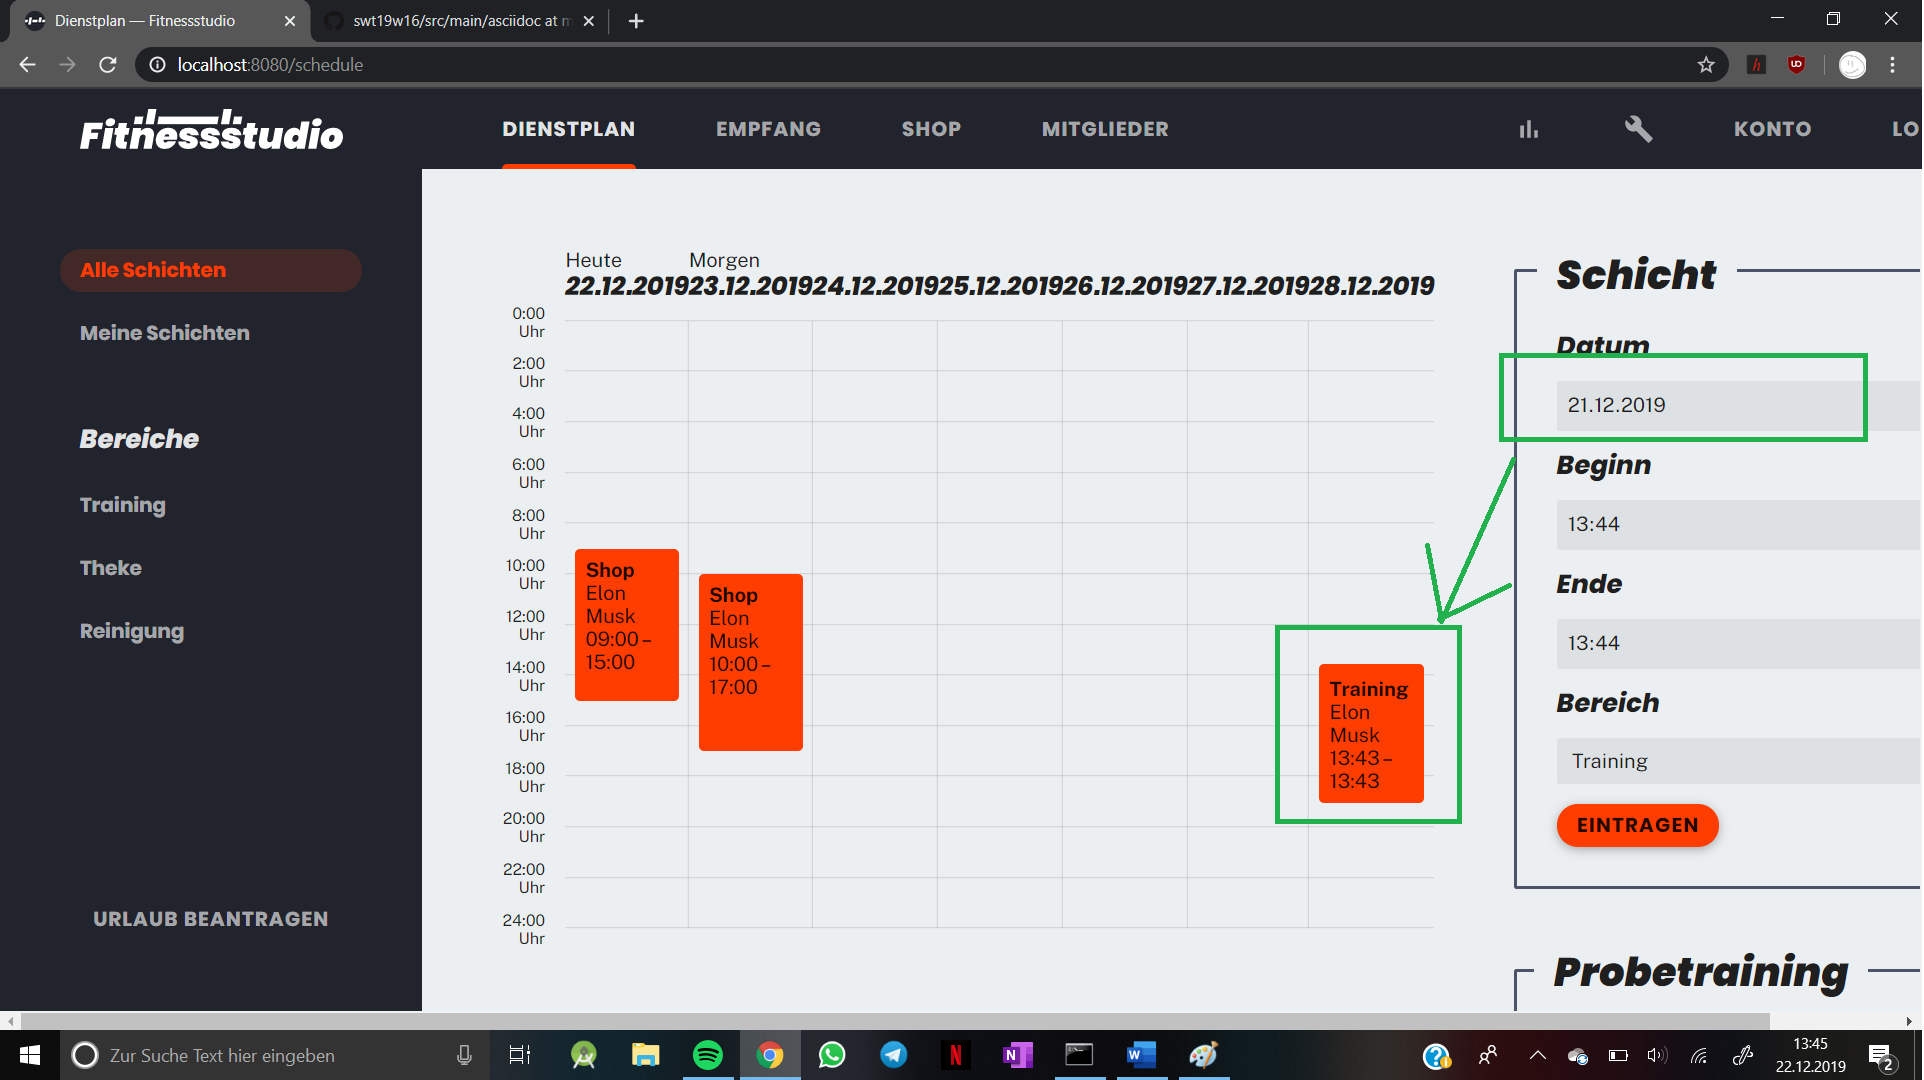 Dienstplan — Fitnessstudio
swt19w16/src/main/asciidoc at m
localhost:8080/schedule
Fitnessstudio
DIENSTPLAN
EMPFANG
SHOP
MITGLIEDER
KONTO
LO
Alle Schichten
Meine Schichten
Bereiche
Training
Theke
Reinigung
URLAUB BEANTRAGEN
Heute
Morgen
22.12.2019 23.12.2019 24.12.2019 25.12.2019 26.12.2019 27.12.2019 28.12.2019
0:00
Uhr
2:00
Uhr
4:00
Uhr
6:00
Uhr
8:00
Uhr
10:00
Uhr
12:00
Uhr
14:00
Uhr
16:00
Uhr
18:00
Uhr
20:00
Uhr
22:00
Uhr
24:00
Uhr
Shop
Elon
Musk
09:00 –
15:00
Shop
Elon
Musk
10:00 –
17:00
Training
Elon
Musk
13:43 –
13:43
Schicht
Datum
21.12.2019
Beginn
13:44
Ende
13:44
Bereich
Training
EINTRAGEN
Probetraining
Zur Suche Text hier eingeben
13:45
22.12.2019
2